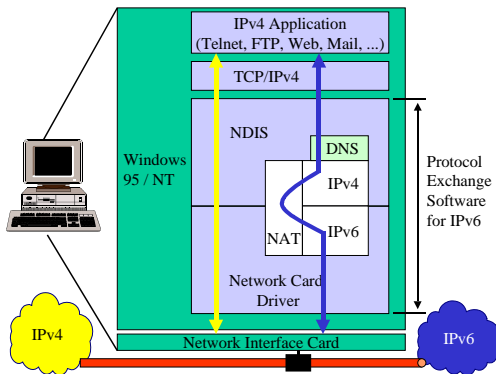 IPv4 Application
(Telnet, FTP, Web, Mail, ...)
TCP/IPv4
NDIS
DNS
Windows
95 / NT
IPv4
NAT
IPv6
Network Card
Driver
Protocol
Exchange
Software
for IPv6
IPv4
Network Interface Card
IPv6